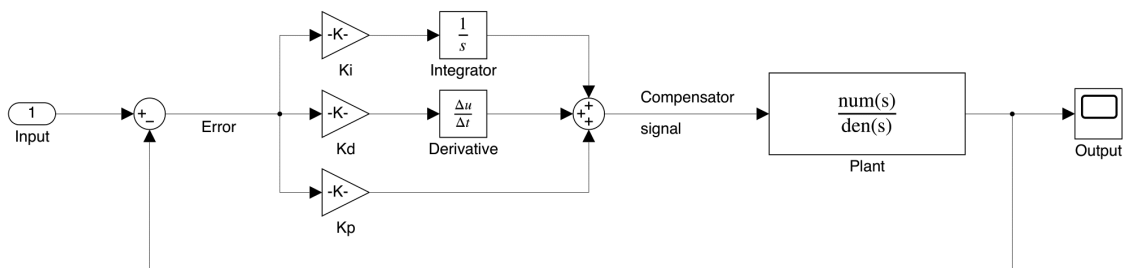 -K-
Ki
1
s
Integrator
1
Input
+
−
Error
-K-
Kd
Δu
Δt
Derivative
+
+
+
Compensator
signal
num(s)
den(s)
Plant
Output
-K-
Kp